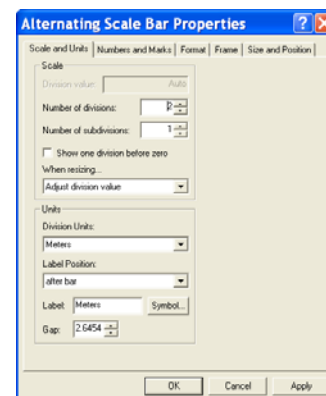 Alternating Scale Bar Properties
Scale and Units Numbers and Marks Format Frame Size and Position
Scale
Division value: Auto
Number of divisions: 2
Number of subdivisions: 1
Show one division before zero
When resizing...
Adjust division value
Units
Division Units:
Meters
Label Position:
after bar
Label: Meters Symbol...
Gap: 2.6454
OK Cancel Apply